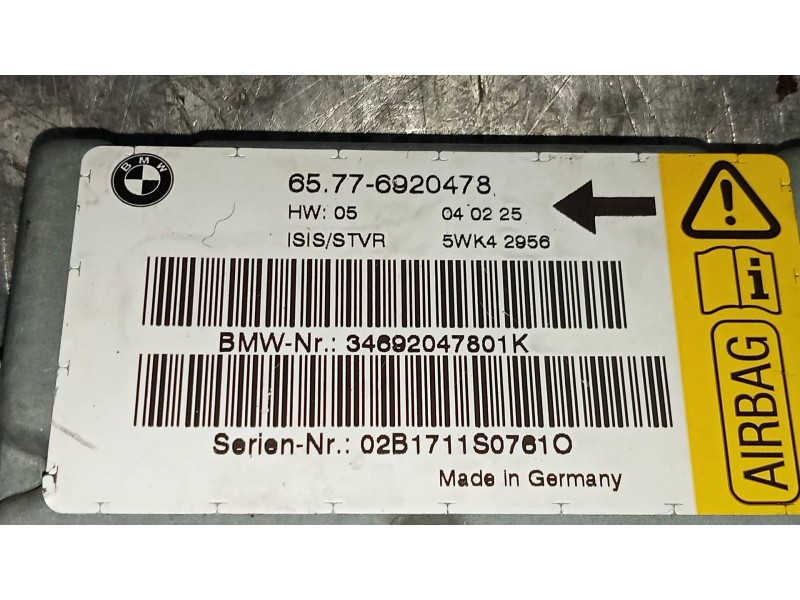 BMW
65.77-6920478
HW: 05 04 02 25
ISIS/STVR 5WK4 2956
BMW-Nr.: 34692047801K
Serien-Nr.: 02B1711S0761O
Made in Germany
i
AIRBAG